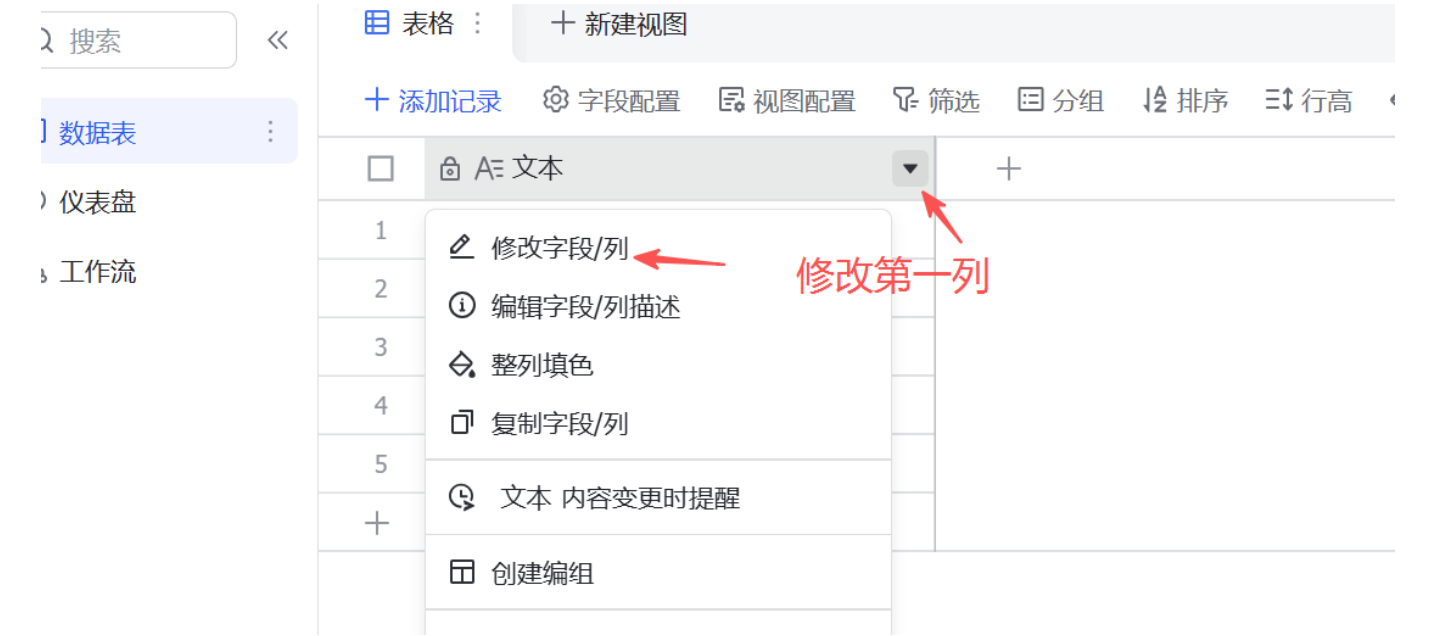 表格 新建视图
搜索
添加记录 字段配置 视图配置 筛选 分组 排序 行高
数据表
文本
仪表盘
工作流
1
2
3
4
5
修改字段/列
编辑字段/列描述
整列填色
复制字段/列
文本 内容变更时提醒
创建编组
修改第一列